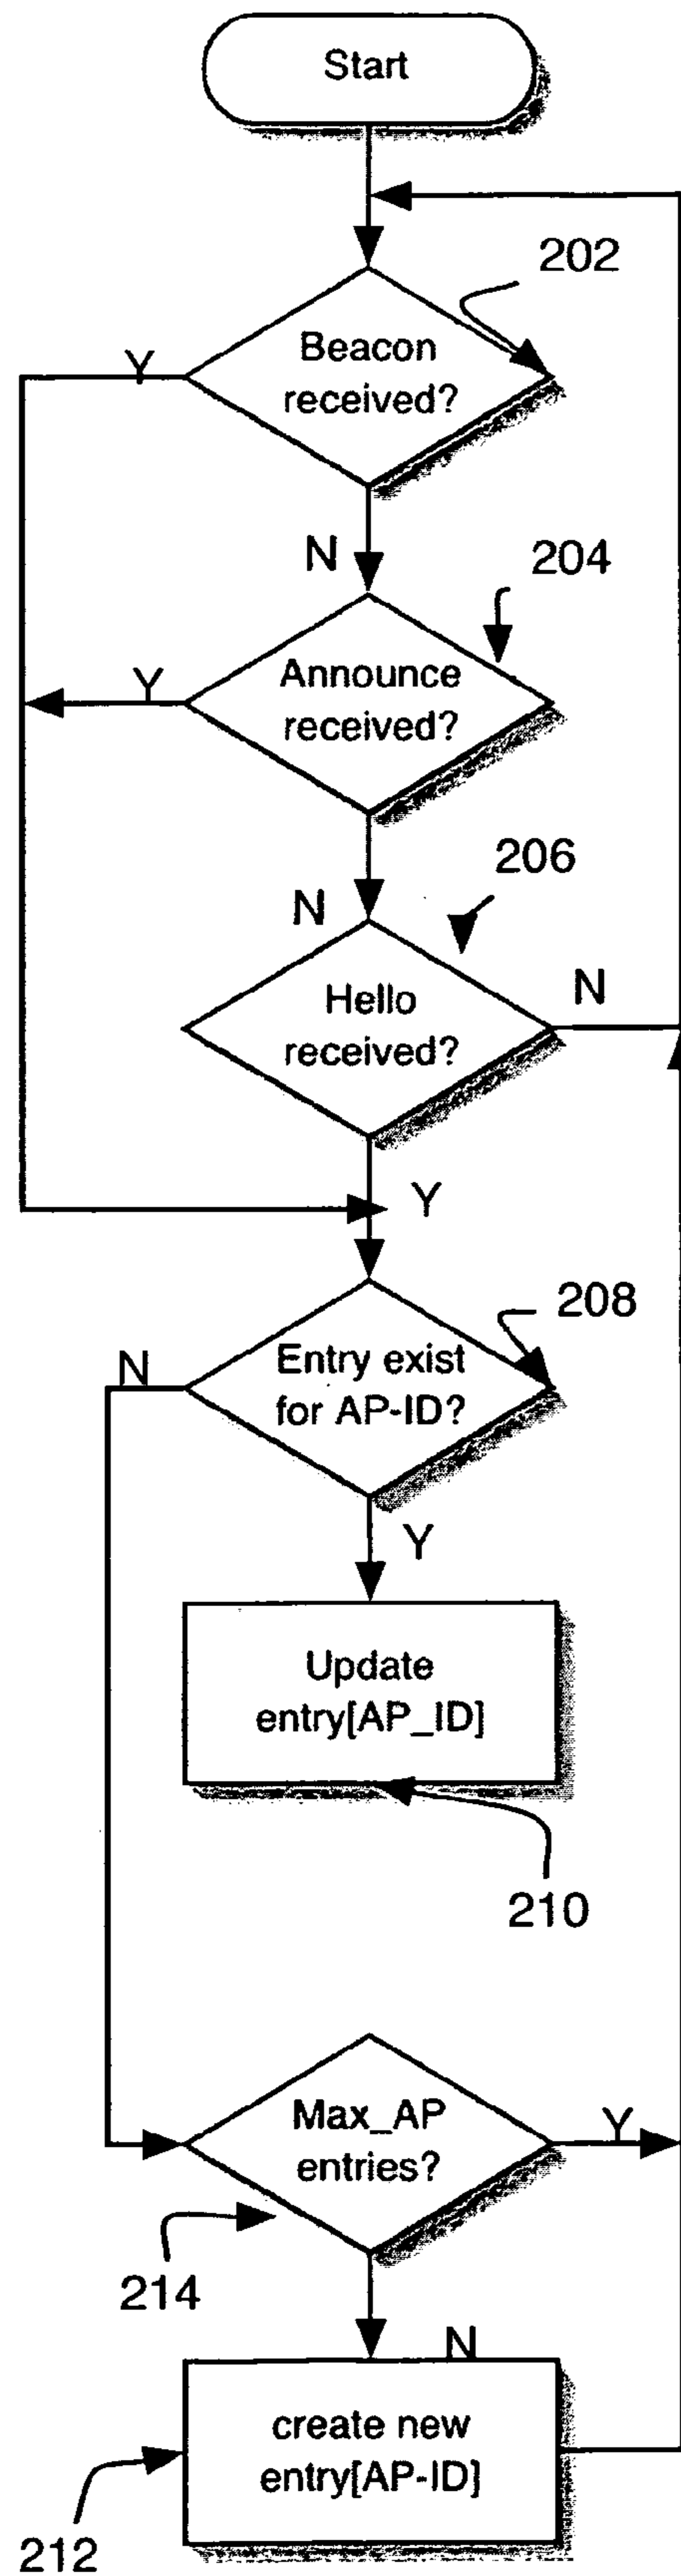 Start
202
Beacon
received?
Y
N
204
Announce
received?
Y
206
N
Hello
received?
N
Y
208
Entry exist
for AP-ID?
N
Y
Update
entry[AP_ID]
210
Max_AP
entries?
Y
214
N
create new
entry[AP-ID]
212